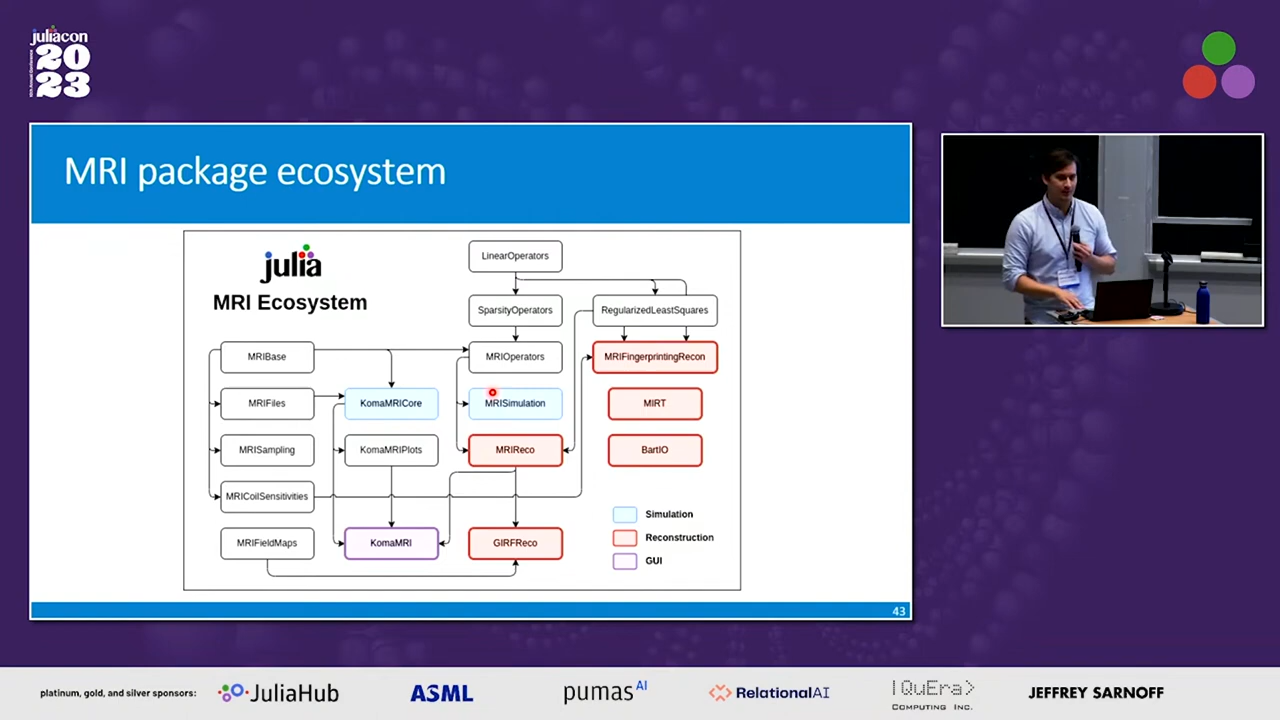 juliacon
2023
MRI package ecosystem
julia
MRI Ecosystem
LinearOperators
SparsityOperators
RegularizedLeastSquares
MRIBase
MRIOperators
MRIFingerprintingRecon
MRIFiles
KomaMRICore
MRISimulation
MIRT
MRISampling
KomaMRIPlots
MRIReco
BartIO
MRICoilSensitivities
MRIFieldMaps
KomaMRI
GIRFReco
Simulation
Reconstruction
GUI
43
platinum, gold, and silver sponsors:
JuliaHub
ASML
pumasAI
RelationalAI
|QuEra>
COMPUTING INC.
JEFFREY SARNOFF